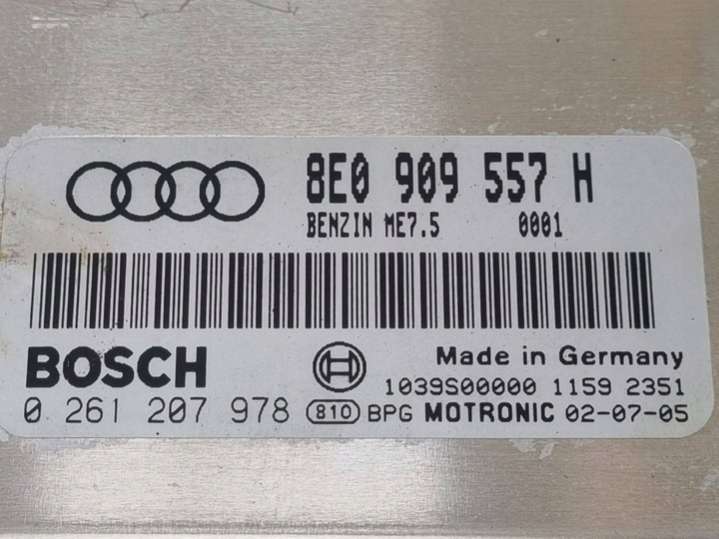 8E0 909 557 H
BENZIN ME7.5 0001
BOSCH
Made in Germany
1039S00000 1159 2351
0 261 207 978 810 BPG MOTRONIC 02-07-05